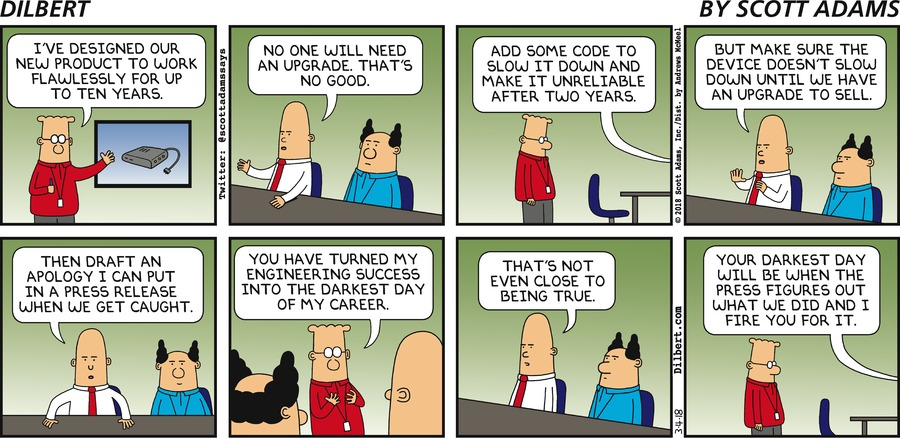 DILBERT
BY SCOTT ADAMS
I'VE DESIGNED OUR
NEW PRODUCT TO WORK
FLAWLESSLY FOR UP
TO TEN YEARS.
Twitter: @scottadamssays
NO ONE WILL NEED
AN UPGRADE. THAT'S
NO GOOD.
ADD SOME CODE TO
SLOW IT DOWN AND
MAKE IT UNRELIABLE
AFTER TWO YEARS.
© 2018 Scott Adams, Inc./Dist. by Andrews McMeel
BUT MAKE SURE THE
DEVICE DOESN'T SLOW
DOWN UNTIL WE HAVE
AN UPGRADE TO SELL.
THEN DRAFT AN
APOLOGY I CAN PUT
IN A PRESS RELEASE
WHEN WE GET CAUGHT.
YOU HAVE TURNED MY
ENGINEERING SUCCESS
INTO THE DARKEST DAY
OF MY CAREER.
THAT'S NOT
EVEN CLOSE TO
BEING TRUE.
3-4-18 Dilbert.com
YOUR DARKEST DAY
WILL BE WHEN THE
PRESS FIGURES OUT
WHAT WE DID AND I
FIRE YOU FOR IT.